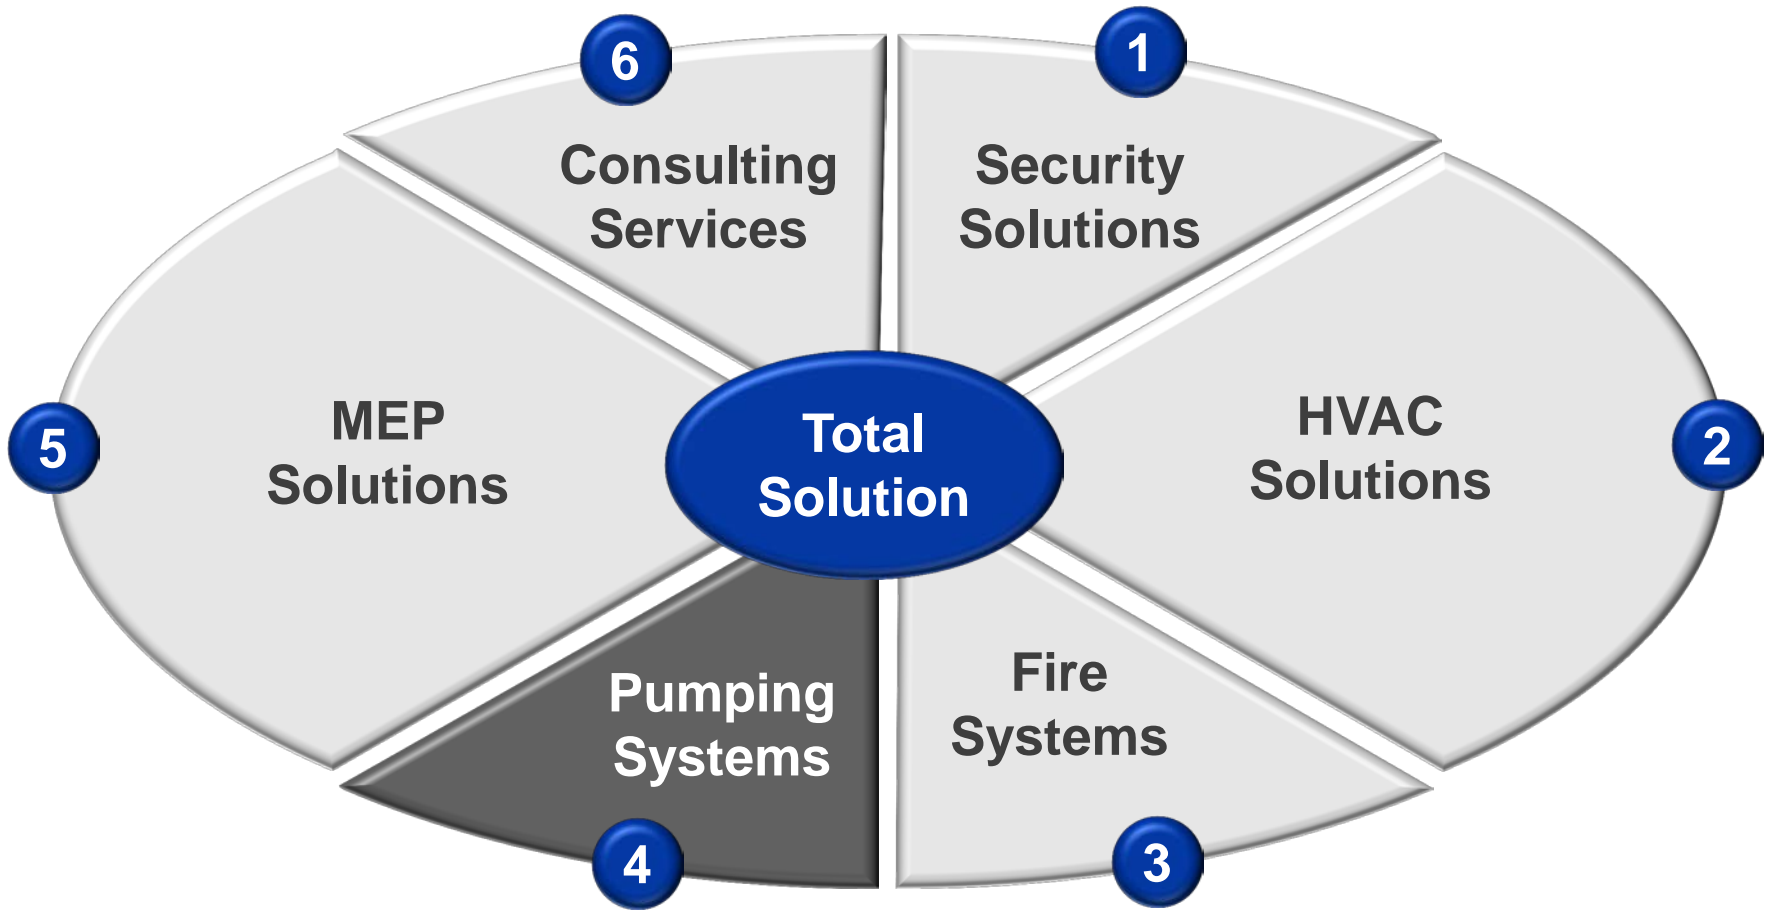 6
1
Consulting
Services
Security
Solutions
5
MEP
Solutions
Total
Solution
HVAC
Solutions
2
Pumping
Systems
Fire
Systems
4
3